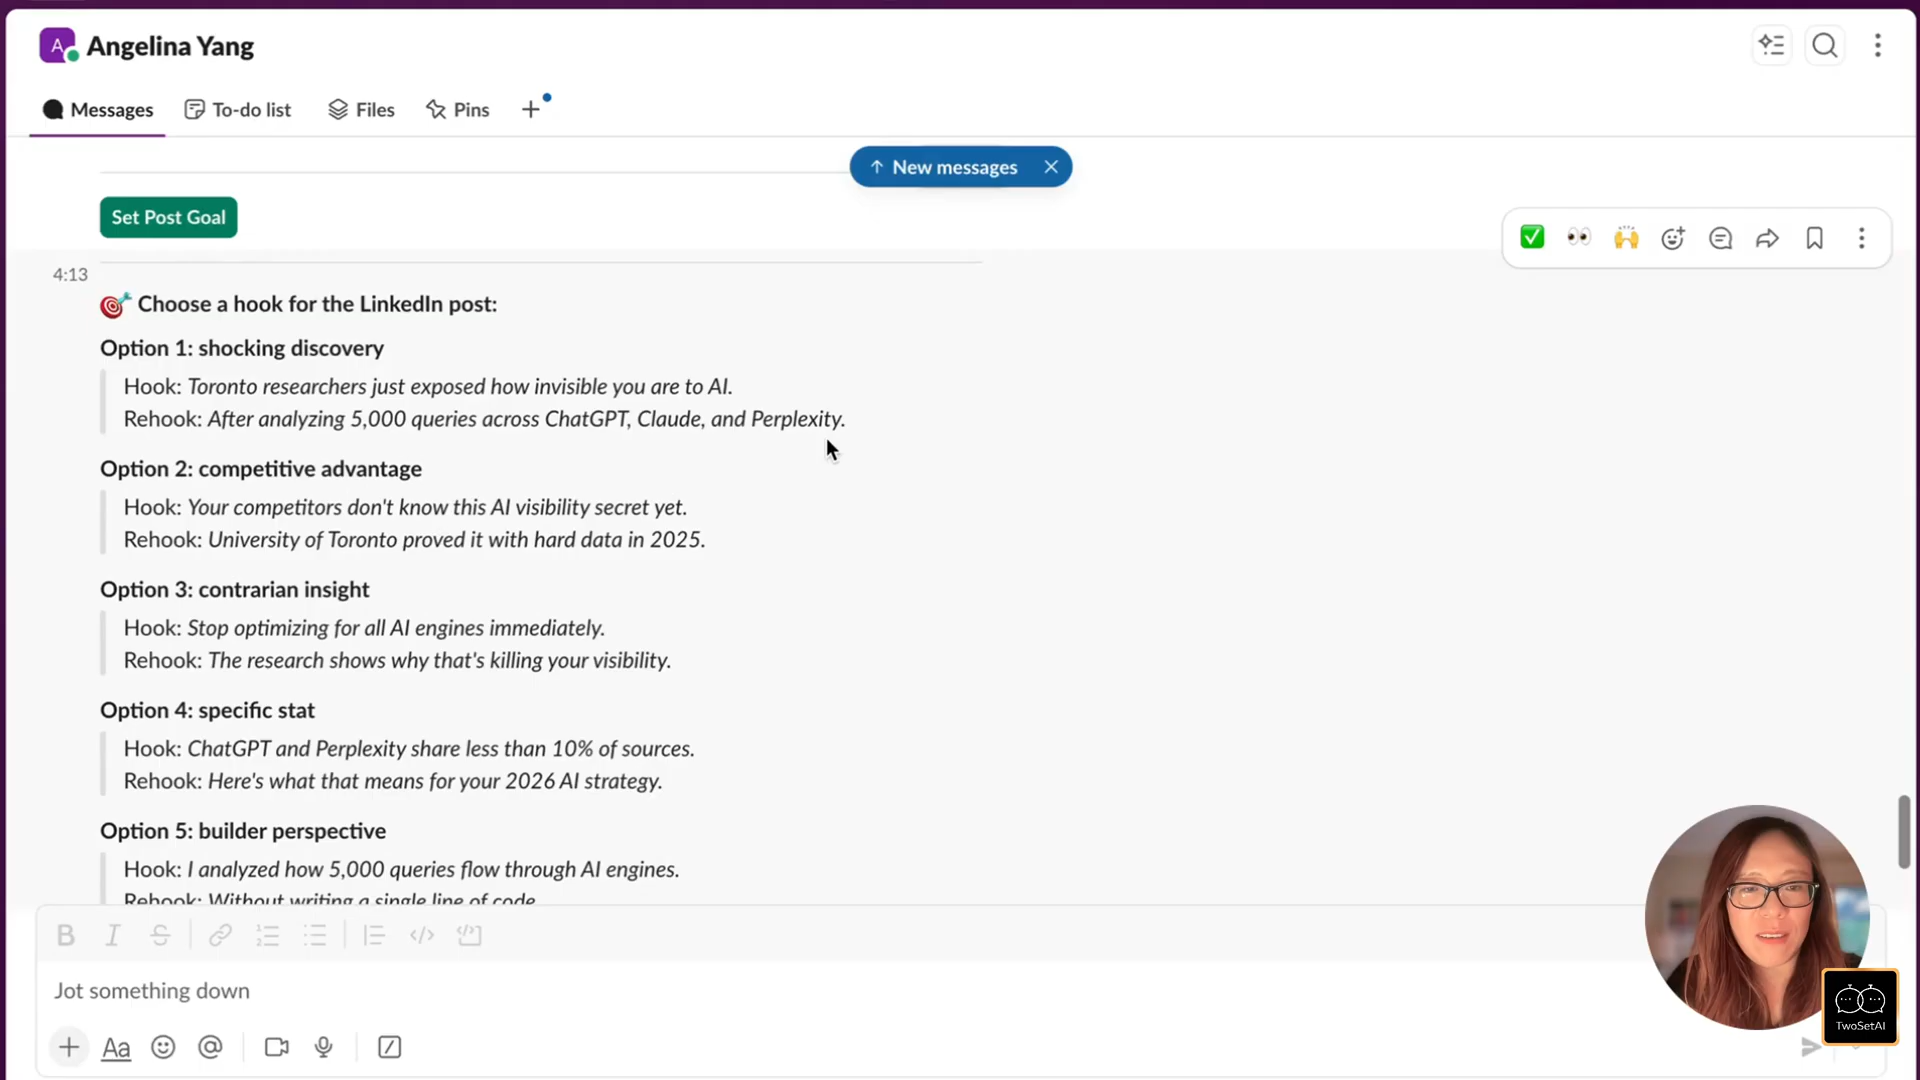 A Angelina Yang
Messages To-do list Files Pins
↑ New messages
Set Post Goal
4:13
Choose a hook for the LinkedIn post:
Option 1: shocking discovery
Hook: Toronto researchers just exposed how invisible you are to AI.
Rehook: After analyzing 5,000 queries across ChatGPT, Claude, and Perplexity.
Option 2: competitive advantage
Hook: Your competitors don't know this AI visibility secret yet.
Rehook: University of Toronto proved it with hard data in 2025.
Option 3: contrarian insight
Hook: Stop optimizing for all AI engines immediately.
Rehook: The research shows why that's killing your visibility.
Option 4: specific stat
Hook: ChatGPT and Perplexity share less than 10% of sources.
Rehook: Here's what that means for your 2026 AI strategy.
Option 5: builder perspective
Hook: I analyzed how 5,000 queries flow through AI engines.
Rehook: Without writing a single line of code
Jot something down
Aa
TwoSetAI